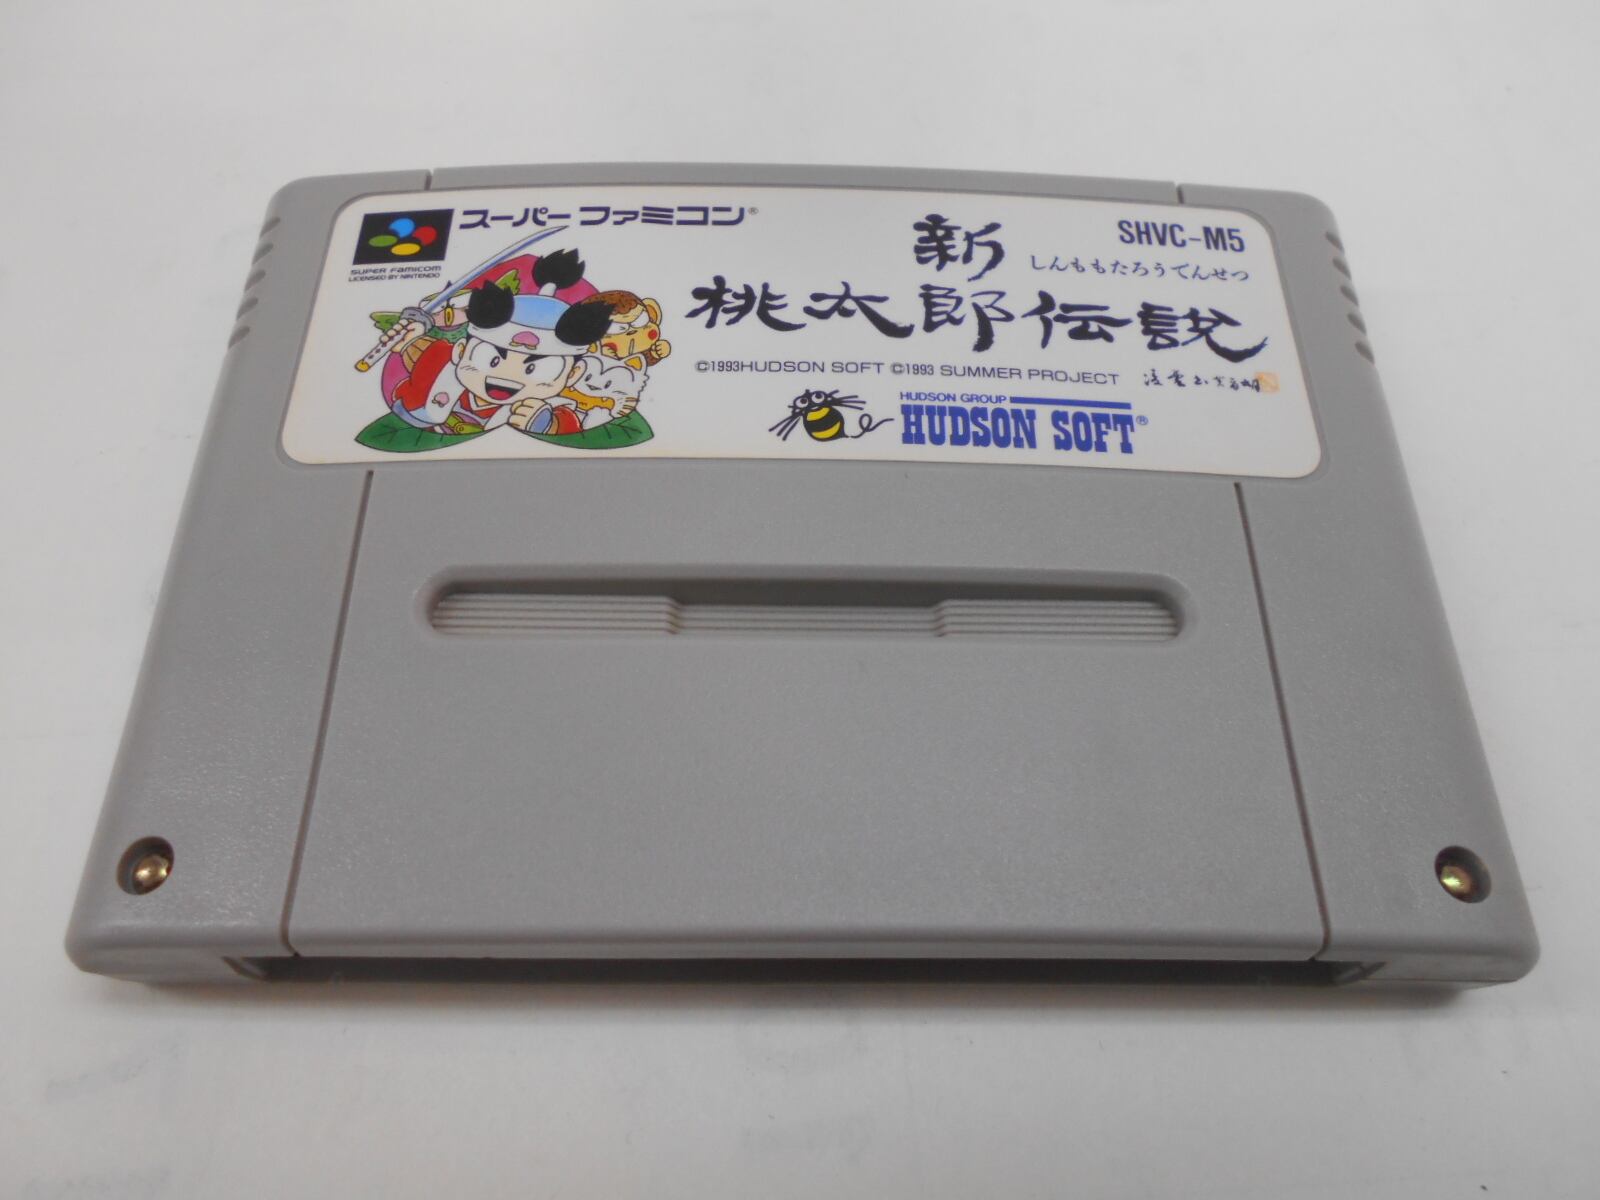 スーパーファミコン®
SUPER FAMICOM
LICENSED BY NINTENDO
SHVC-M5
新
しんももたろうでんせつ
桃太郎伝説
©1993HUDSON SOFT ©1993 SUMMER PROJECT
HUDSON GROUP
HUDSON SOFT®